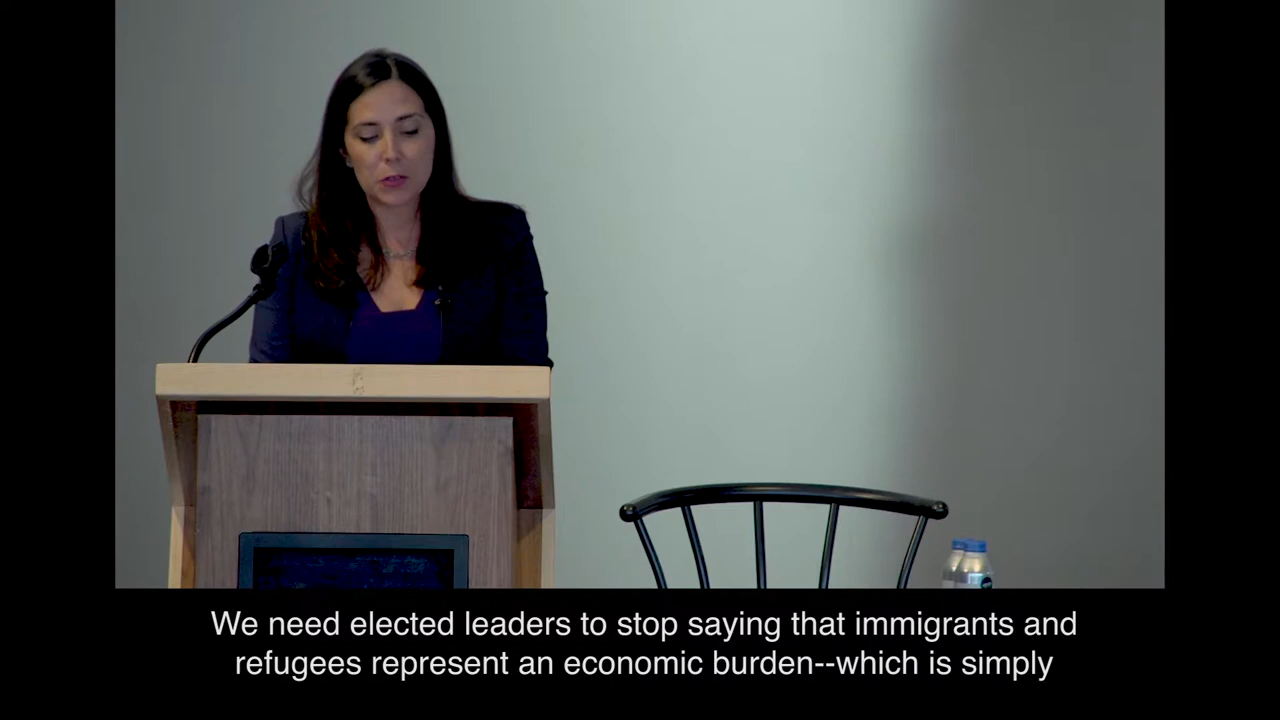 We need elected leaders to stop saying that immigrants and
refugees represent an economic burden--which is simply